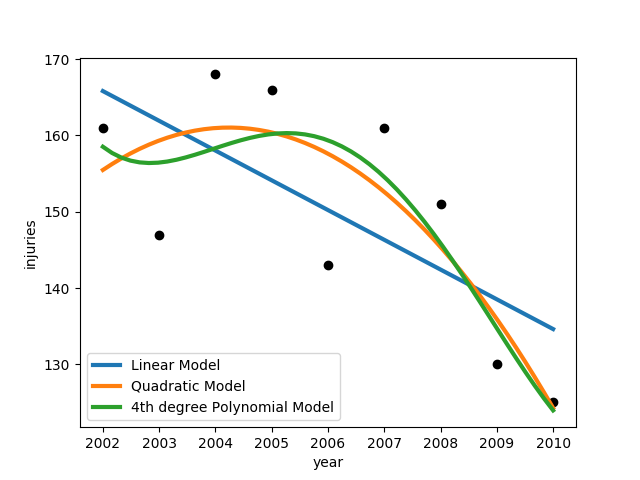 170
160
150
140
130
injuries
Linear Model
Quadratic Model
4th degree Polynomial Model
2002 2003 2004 2005 2006 2007 2008 2009 2010
year